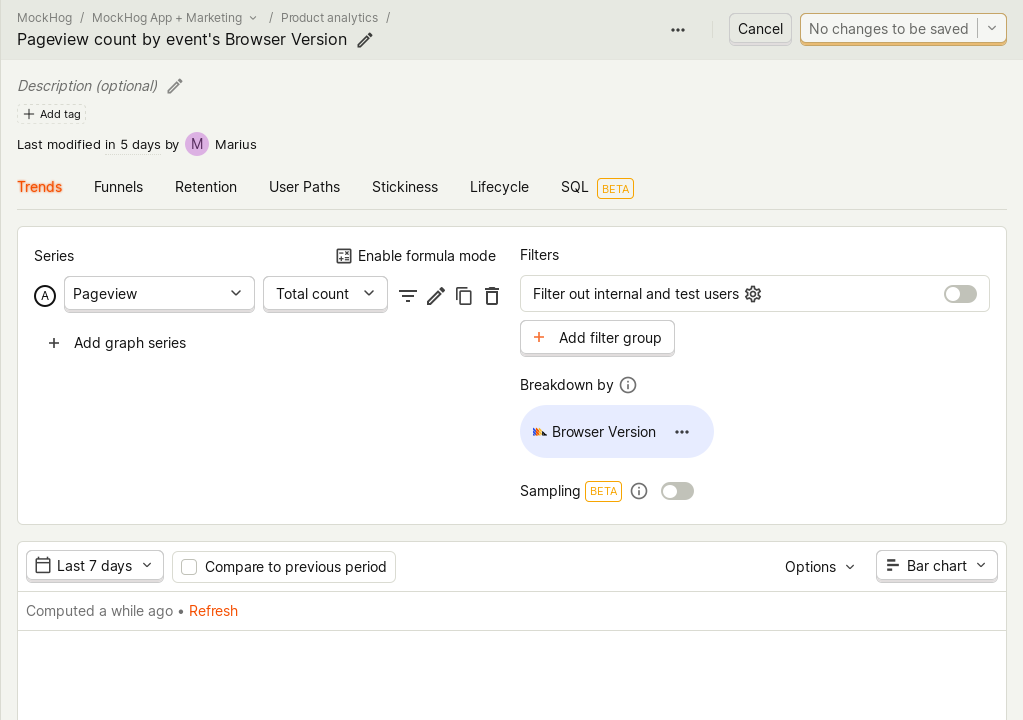 MockHog / MockHog App + Marketing / Product analytics /
Pageview count by event's Browser Version
Cancel
No changes to be saved
Description (optional)
Add tag
Last modified in 5 days by M Marius
Trends Funnels Retention User Paths Stickiness Lifecycle SQL BETA
Series
Enable formula mode
A Pageview Total count
Add graph series
Filters
Filter out internal and test users
Add filter group
Breakdown by
Browser Version
Sampling BETA
Last 7 days Compare to previous period Options Bar chart
Computed a while ago • Refresh